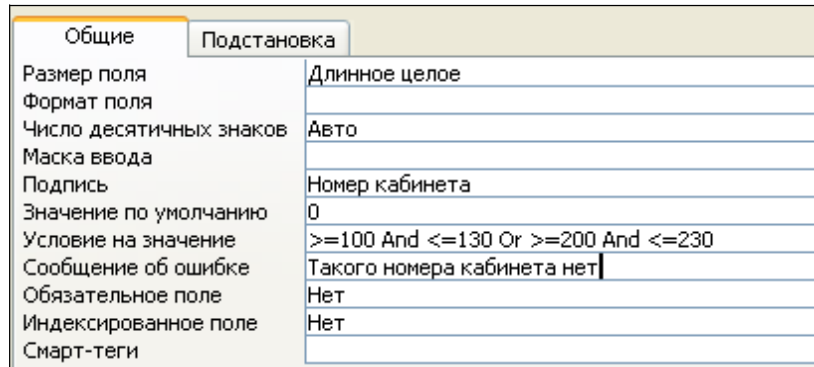 Общие Подстановка
Размер поля Длинное целое
Формат поля
Число десятичных знаков Авто
Маска ввода
Подпись Номер кабинета
Значение по умолчанию 0
Условие на значение >=100 And <=130 Or >=200 And <=230
Сообщение об ошибке Такого номера кабинета нет
Обязательное поле Нет
Индексированное поле Нет
Смарт-теги